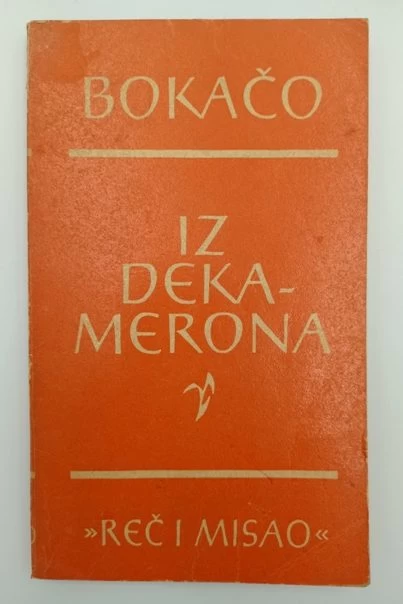 BOKAČO
IZ
DEKA-
MERONA
»REČ I MISAO«